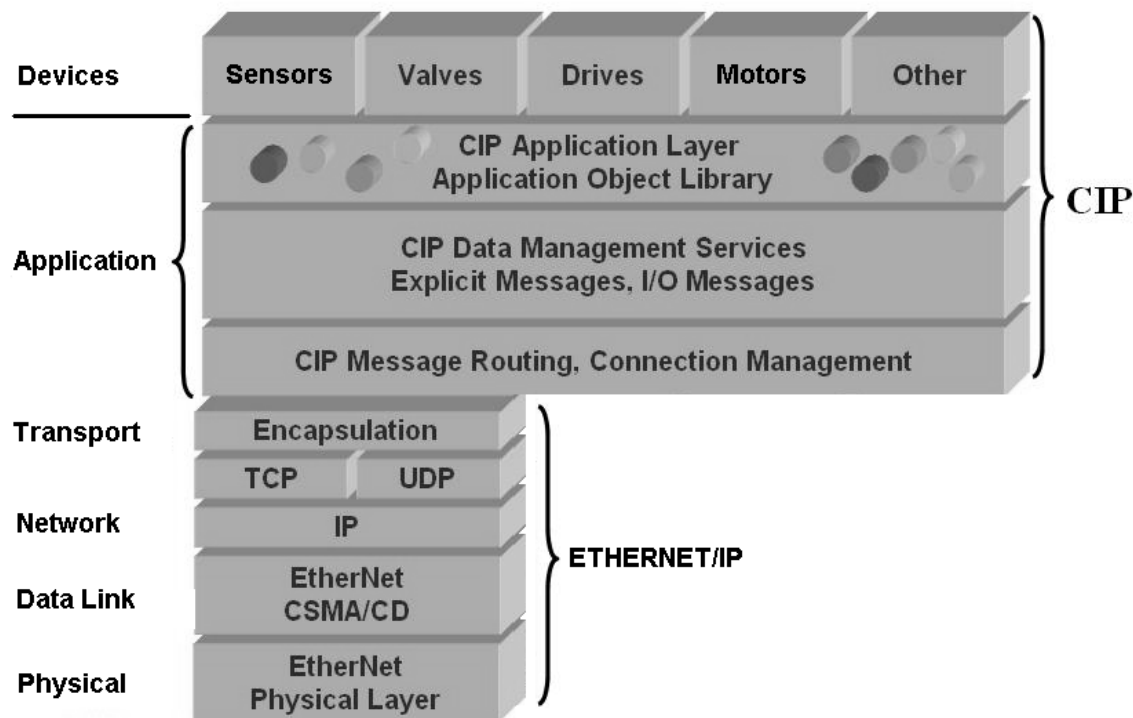 Devices
Sensors
Valves
Drives
Motors
Other
Application
CIP Application Layer
Application Object Library
CIP Data Management Services
Explicit Messages, I/O Messages
CIP Message Routing, Connection Management
CIP
Transport
Encapsulation
TCP
UDP
Network
IP
Data Link
EtherNet
CSMA/CD
Physical
EtherNet
Physical Layer
ETHERNET/IP